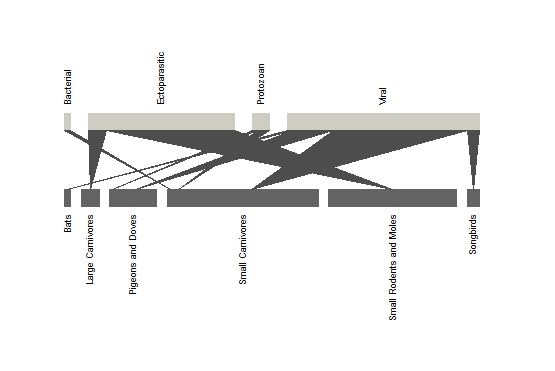 Bats
Bacterial
Large Carnivores
Pigeons and Doves
Ectoparasitic
Small Carnivores
Protozoan
Viral
Small Rodents and Moles
Songbirds